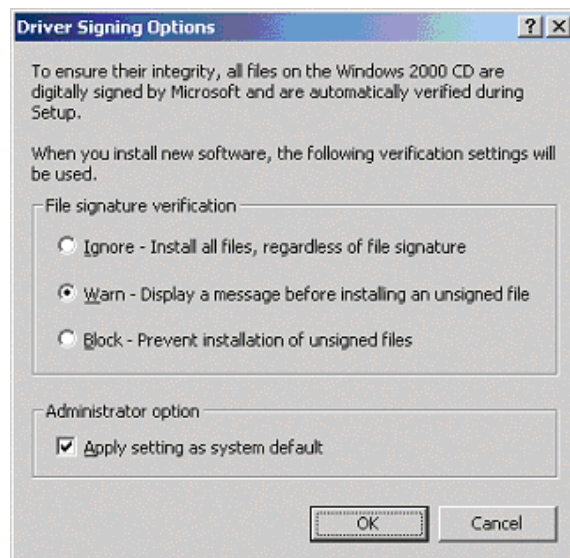 Driver Signing Options
To ensure their integrity, all files on the Windows 2000 CD are
digitally signed by Microsoft and are automatically verified during
Setup.
When you install new software, the following verification settings will
be used.
File signature verification
Ignore - Install all files, regardless of file signature
Warn - Display a message before installing an unsigned file
Block - Prevent installation of unsigned files
Administrator option
Apply setting as system default
OK Cancel